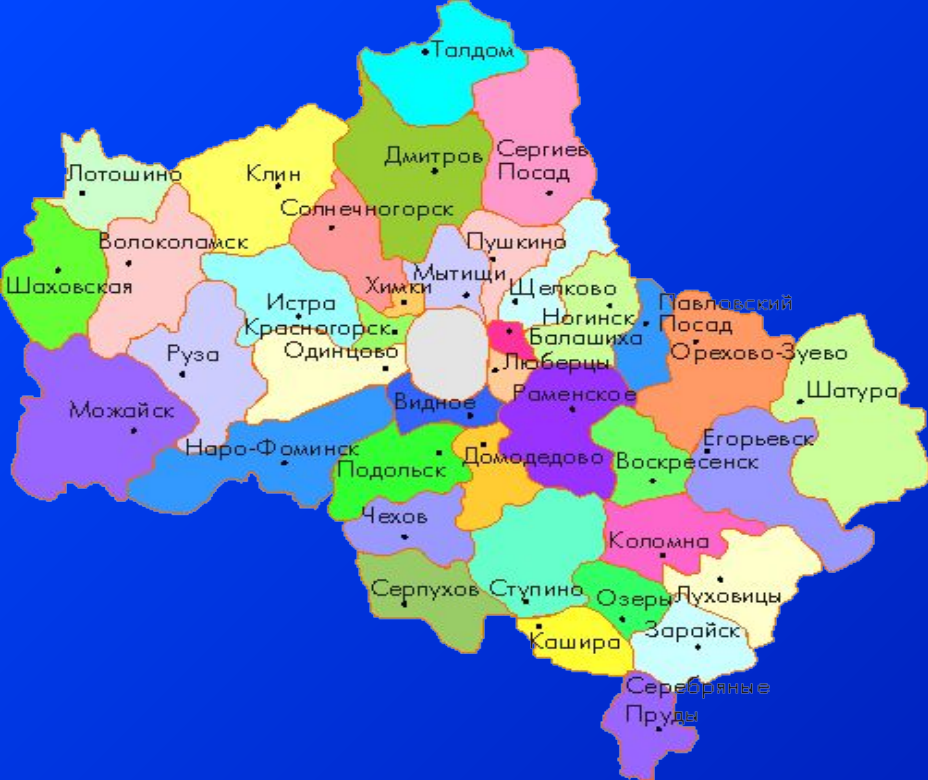 Талдом
Дмитров
Сергиев
Посад
Лотошино
Клин
Солнечногорск
Волоколамск
Пушкино
Шаховская
Химки
Мытищи
Щелково
Истра
Ногинск
Павловский
Посад
Красногорск
Балашиха
Одинцово
Руза
Люберцы
Орехово-Зуево
Шатура
Можайск
Видное
Раменское
Наро-Фоминск
Подольск
Домодедово
Воскресенск
Егорьевск
Чехов
Коломна
Серпухов
Ступино
Озеры
Луховицы
Кашира
Зарайск
Серебряные
Пруды